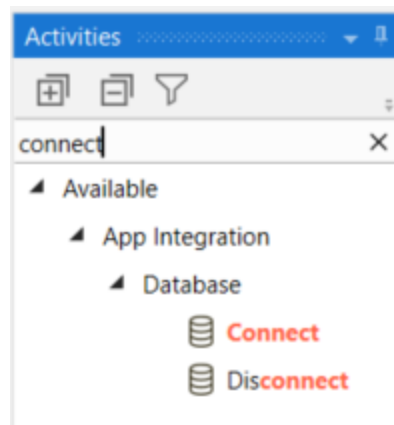 Activities
connect
Available
App Integration
Database
Connect
Disconnect